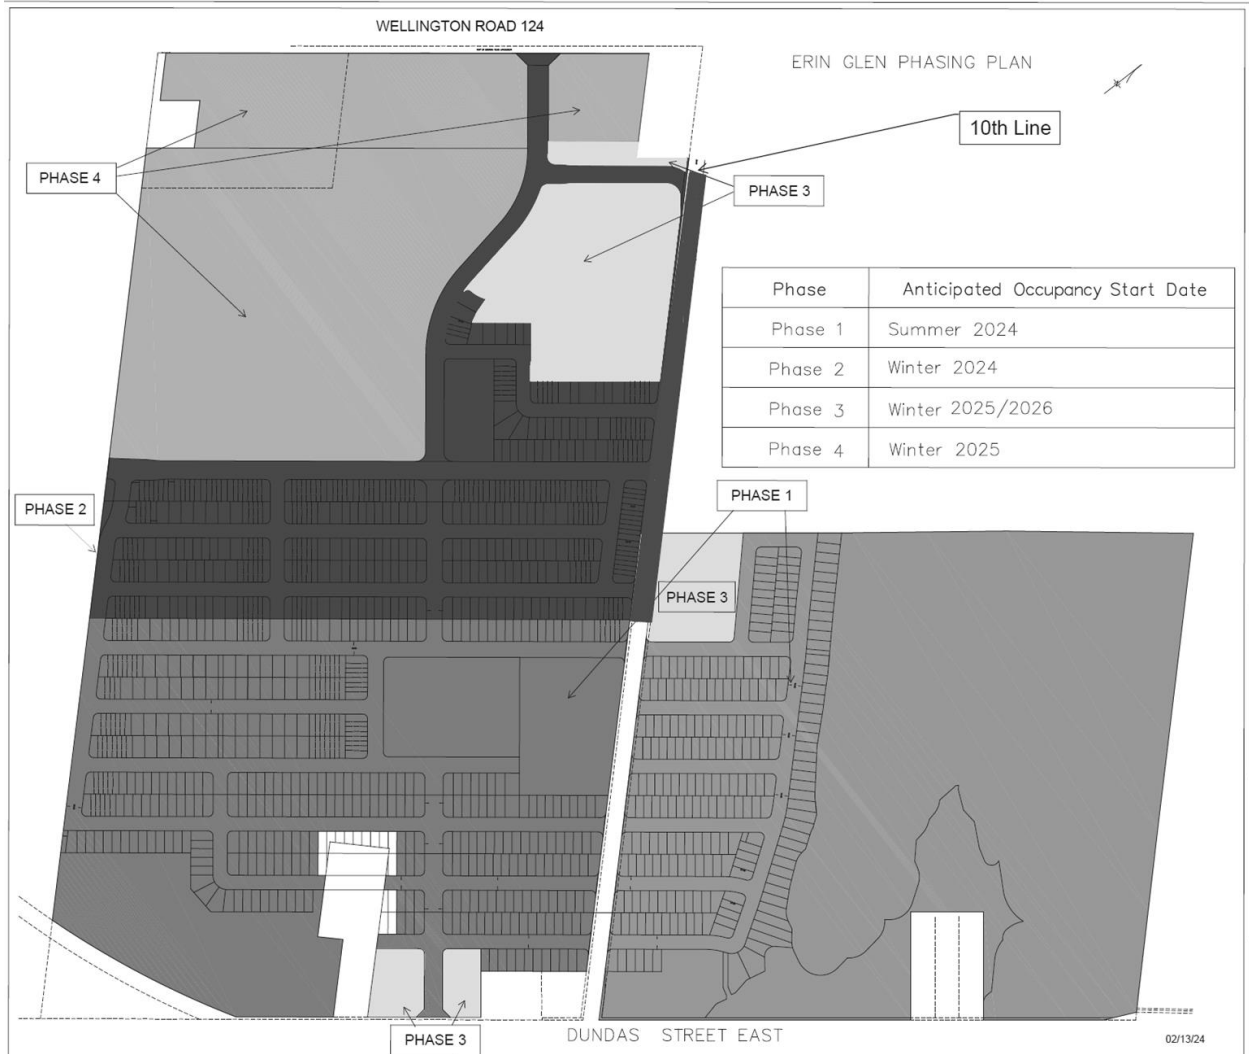 WELLINGTON ROAD 124
ERIN GLEN PHASING PLAN
10th Line
PHASE 4
PHASE 3
Phase Anticipated Occupancy Start Date
Phase 1 Summer 2024
Phase 2 Winter 2024
Phase 3 Winter 2025/2026
Phase 4 Winter 2025
PHASE 2
PHASE 1
PHASE 3
PHASE 3
DUNDAS STREET EAST
02/13/24